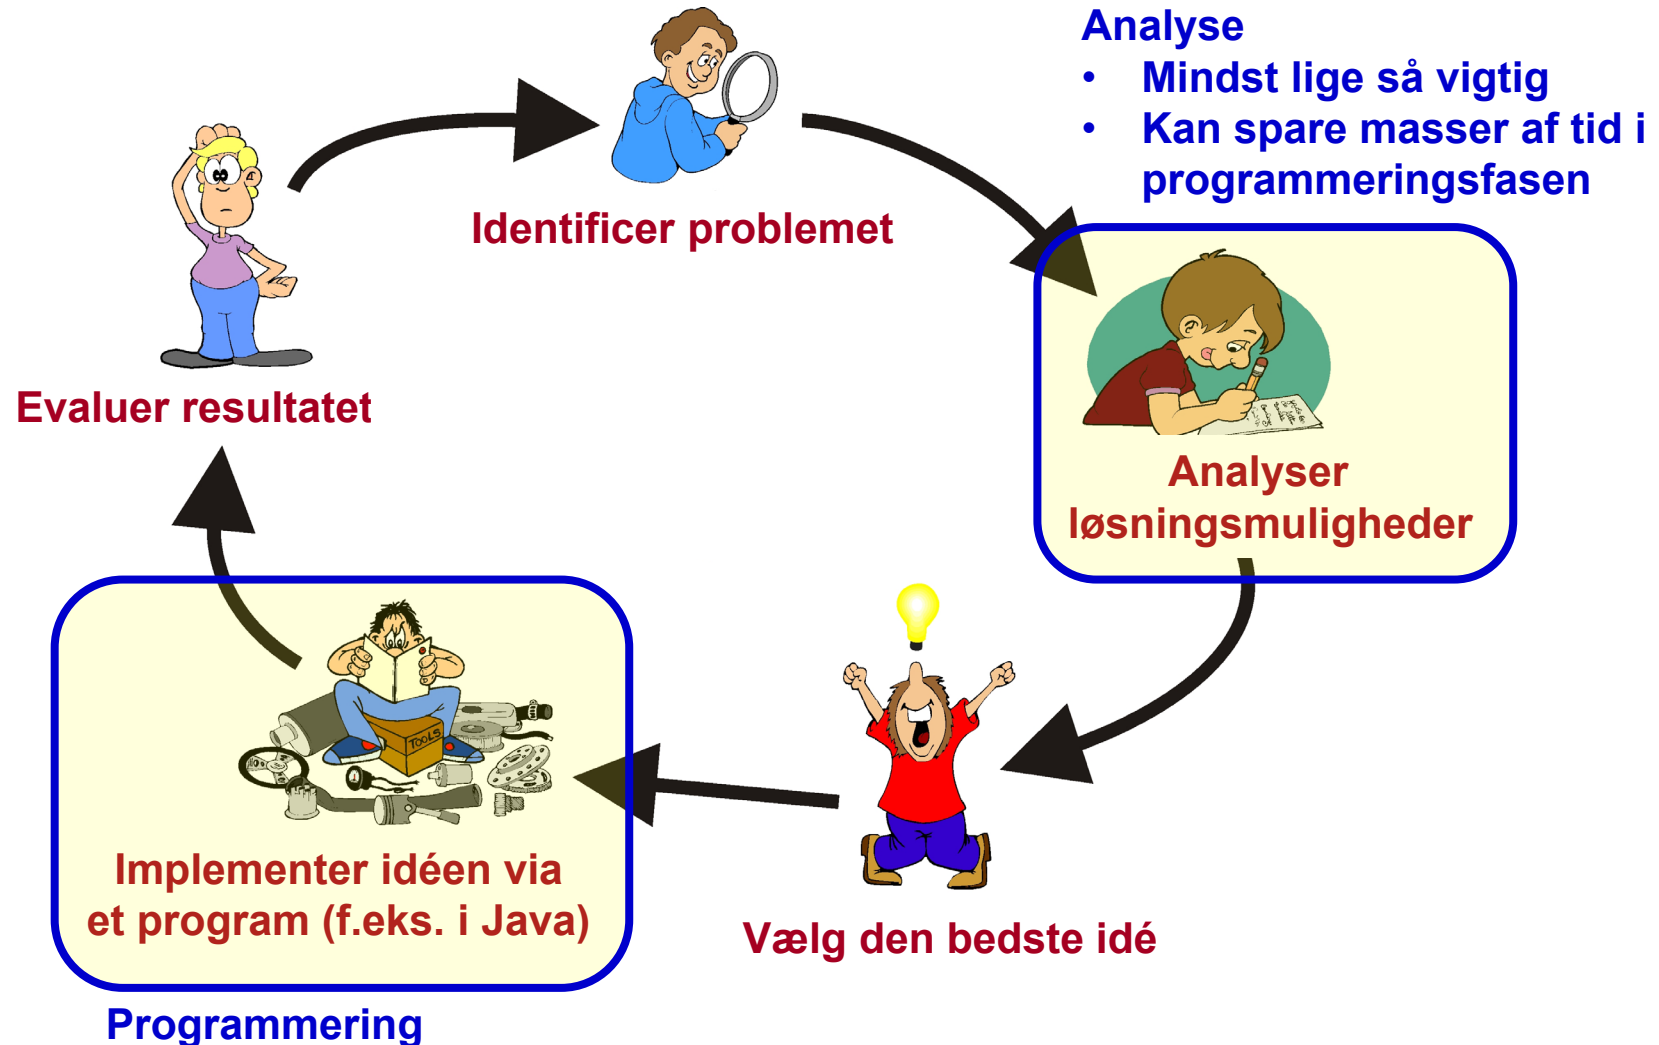 Analyse
• Mindst lige så vigtig
• Kan spare masser af tid i
programmeringsfasen
Identificer problemet
Analyser
løsningsmuligheder
Vælg den bedste idé
TOOLS
Implementer idéen via
et program (f.eks. i Java)
Programmering
Evaluer resultatet